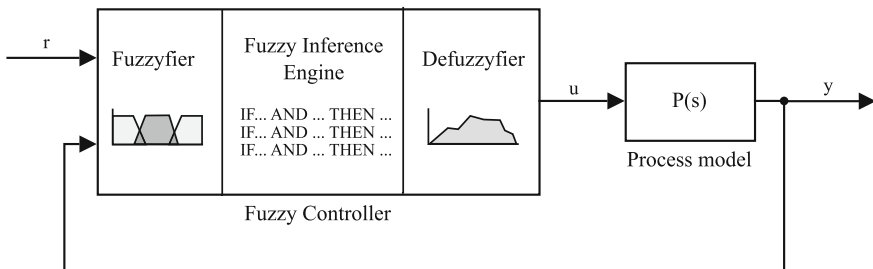 r
Fuzzyfier
Fuzzy Inference
Engine
IF... AND ... THEN ...
IF... AND ... THEN ...
IF... AND ... THEN ...
Defuzzyfier
u
P(s)
y
Process model
Fuzzy Controller